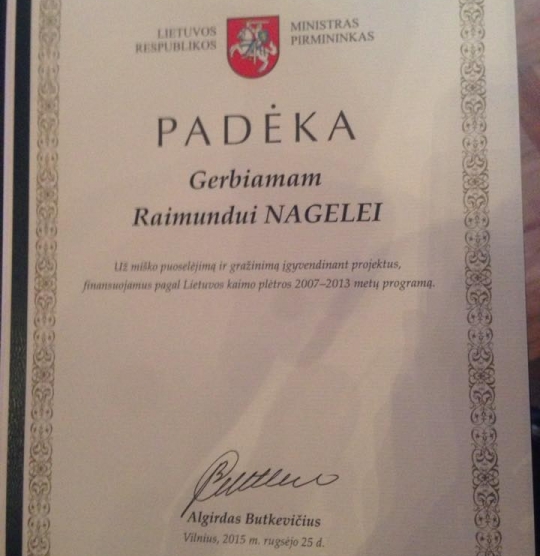 LIETUVOS RESPUBLIKOS
MINISTRAS PIRMININKAS
PADĖKA
Gerbiamam
Raimundui NAGELEI
Už miško puoselėjimą ir gražinimą įgyvendinant projektus,
finansuojamus pagal Lietuvos kaimo plėtros 2007–2013 metų programą.
Algirdas Butkevičius
Vilnius, 2015 m. rugsėjo 25 d.